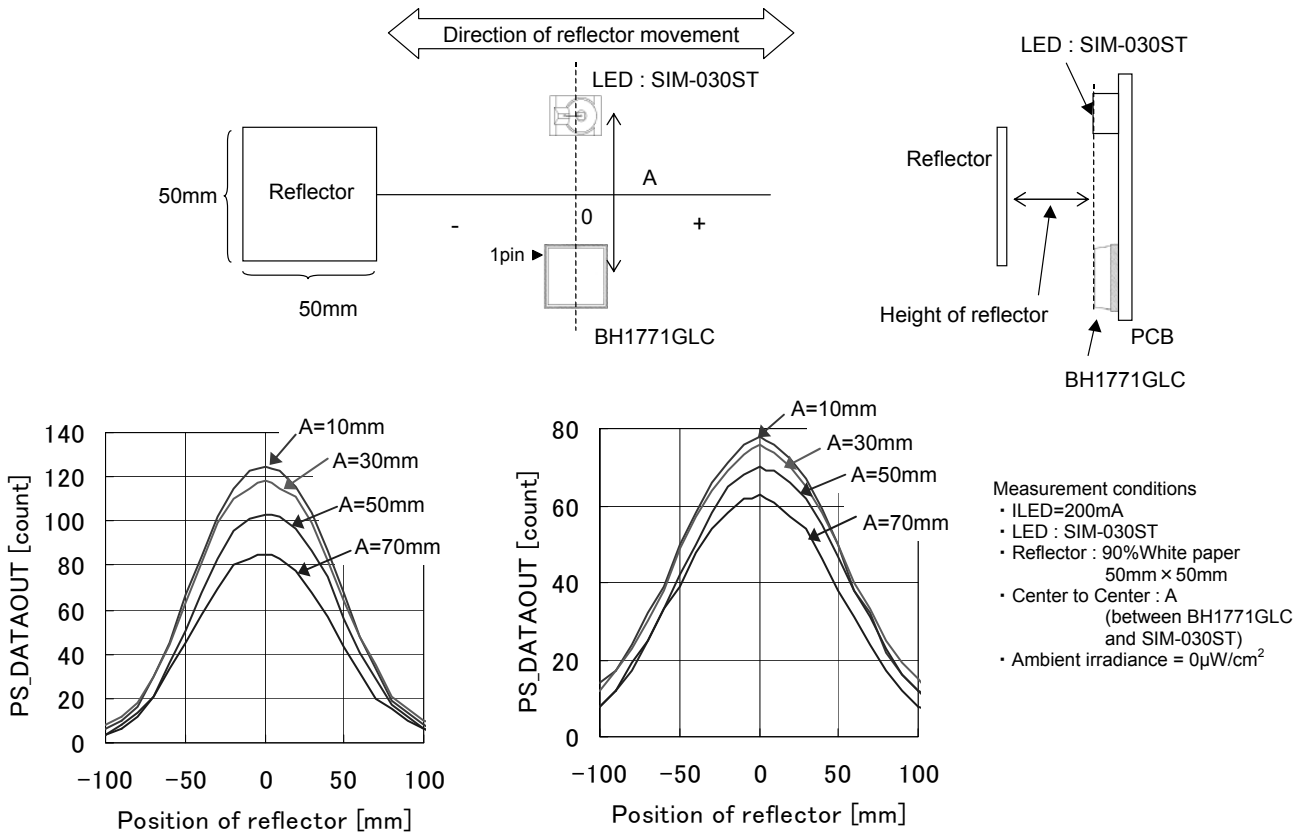 Direction of reflector movement
LED : SIM-030ST
50mm
Reflector
A
0
-
+
1pin
50mm
BH1771GLC
LED : SIM-030ST
Reflector
Height of reflector
PCB
BH1771GLC
140
120
100
80
60
40
20
0
PS_DATAOUT [count]
A=10mm
A=30mm
A=50mm
A=70mm
−100
−50
0
50
100
Position of reflector [mm]
80
60
40
20
0
PS_DATAOUT [count]
A=10mm
A=30mm
A=50mm
A=70mm
−100
−50
0
50
100
Position of reflector [mm]
Measurement conditions
・ILED=200mA
・LED : SIM-030ST
・Reflector : 90%White paper
50mm×50mm
・Center to Center : A
(between BH1771GLC
and SIM-030ST)
・Ambient irradiance = 0µW/cm²